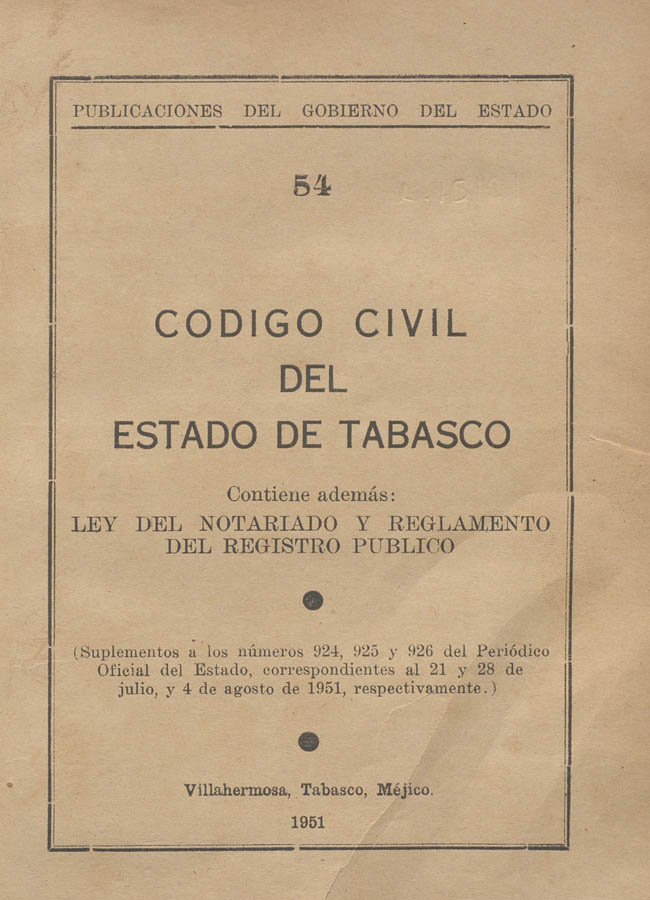 PUBLICACIONES DEL GOBIERNO DEL ESTADO
54
CODIGO CIVIL
DEL
ESTADO DE TABASCO
Contiene además:
LEY DEL NOTARIADO Y REGLAMENTO
DEL REGISTRO PUBLICO
(Suplementos a los números 924, 925 y 926 del Periódico
Oficial del Estado, correspondientes al 21 y 28 de
julio, y 4 de agosto de 1951, respectivamente.)
Villahermosa, Tabasco, Méjico.
1951